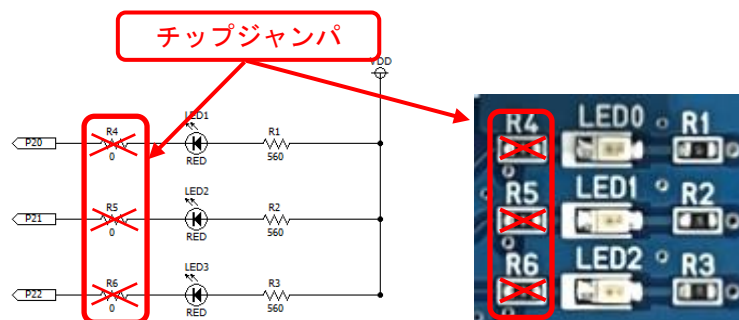 チップジャンパ
VDD
P20
R4
0
LED1
RED
R1
560
P21
R5
0
LED2
RED
R2
560
P22
R6
0
LED3
RED
R3
560
R4 LED0 R1
R5 LED1 R2
R6 LED2 R3